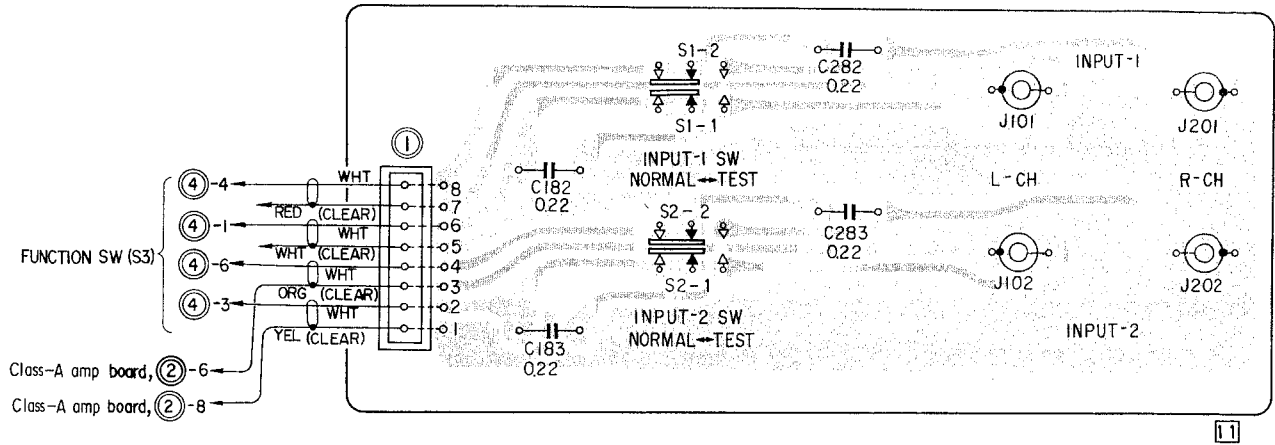 S1-2
C282
0.22
INPUT-1
S1-1
J101
J201
INPUT-1 SW
NORMAL↔TEST
L-CH
R-CH
C182
0.22
①
④-4
WHT
8
7
RED (CLEAR)
④-1
WHT
6
5
FUNCTION SW (S3)
WHT (CLEAR)
④-6
WHT
4
3
ORG (CLEAR)
④-3
WHT
2
1
YEL (CLEAR)
S2-2
C283
0.22
S2-1
J102
J202
INPUT-2 SW
NORMAL↔TEST
INPUT-2
C183
0.22
Class-A amp board, ②-6
Class-A amp board, ②-8
11